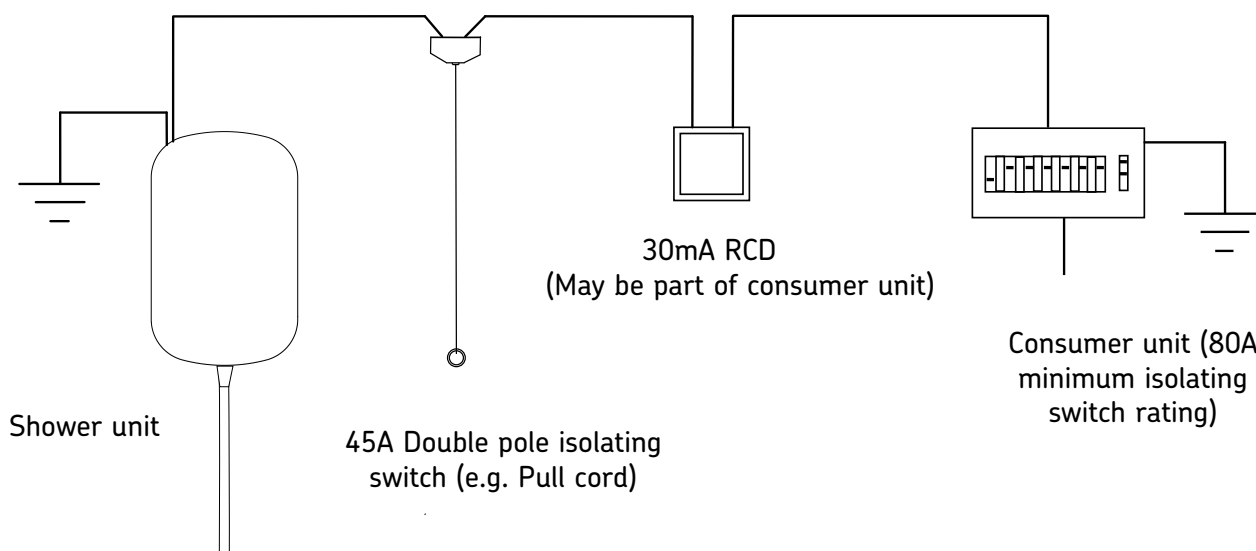 30mA RCD
(May be part of consumer unit)
Consumer unit (80A
minimum isolating
switch rating)
Shower unit
45A Double pole isolating
switch (e.g. Pull cord)